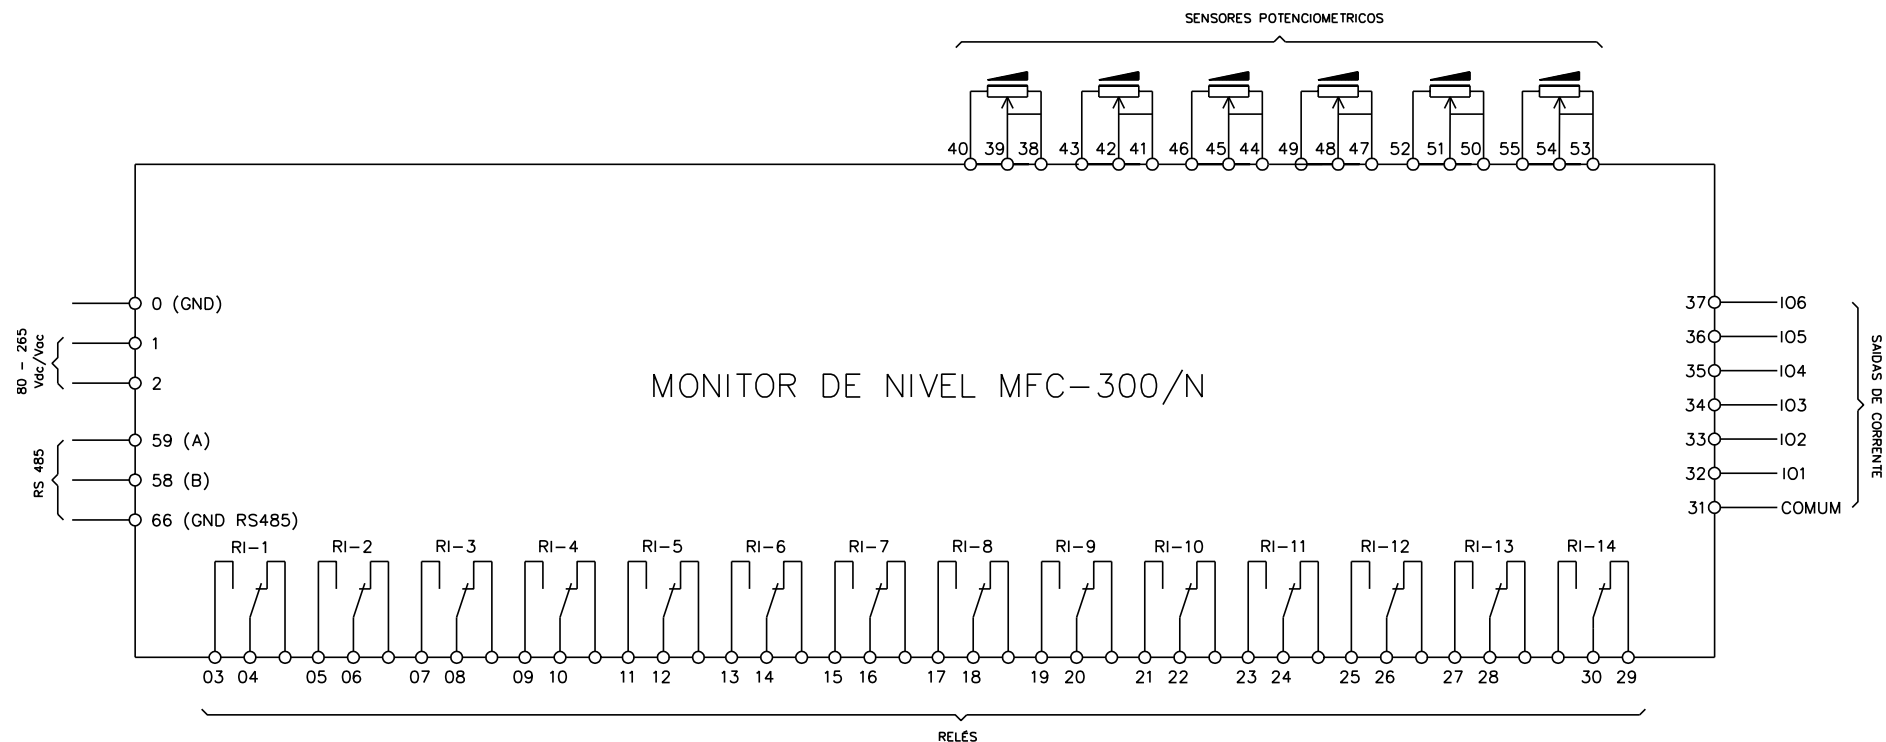 SENSORES POTENCIOMETRICOS
40 39 38 43 42 41 46 45 44 49 48 47 52 51 50 55 54 53
0 (GND)
1
2
80 - 265
Vdc/Vac
59 (A)
58 (B)
66 (GND RS485)
RS 485
MONITOR DE NIVEL MFC-300/N
37 IO6
36 IO5
35 IO4
34 IO3
33 IO2
32 IO1
31 COMUM
SAIDAS DE CORRENTE
RI-1 RI-2 RI-3 RI-4 RI-5 RI-6 RI-7 RI-8 RI-9 RI-10 RI-11 RI-12 RI-13 RI-14
03 04 05 06 07 08 09 10 11 12 13 14 15 16 17 18 19 20 21 22 23 24 25 26 27 28 30 29
RELÉS